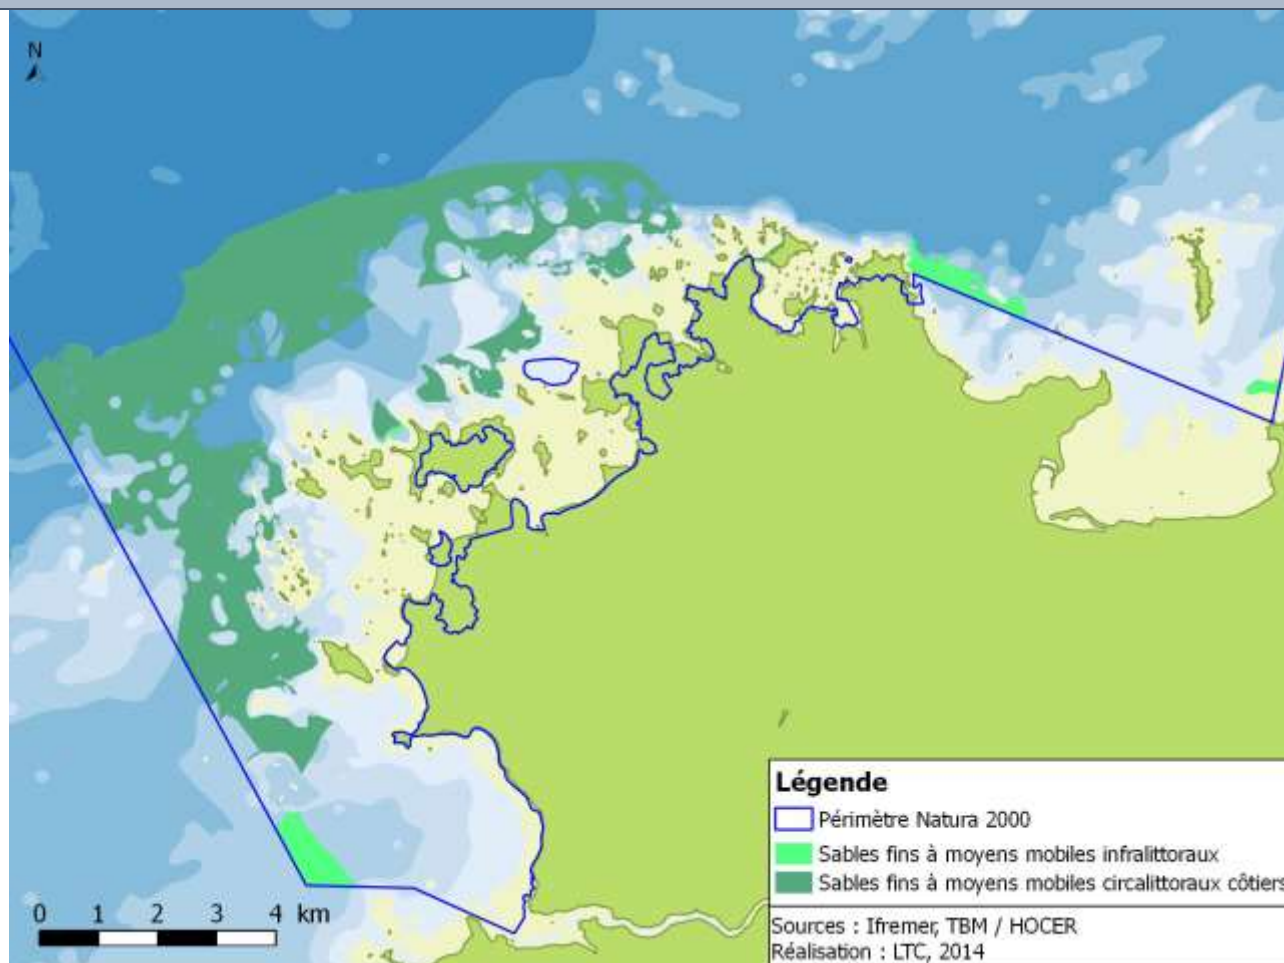 N
Légende
Périmètre Natura 2000
Sables fins à moyens mobiles infralittoraux
Sables fins à moyens mobiles circalittoraux côtiers
0 1 2 3 4 km
Sources : Ifremer, TBM / HOCER
Réalisation : LTC, 2014